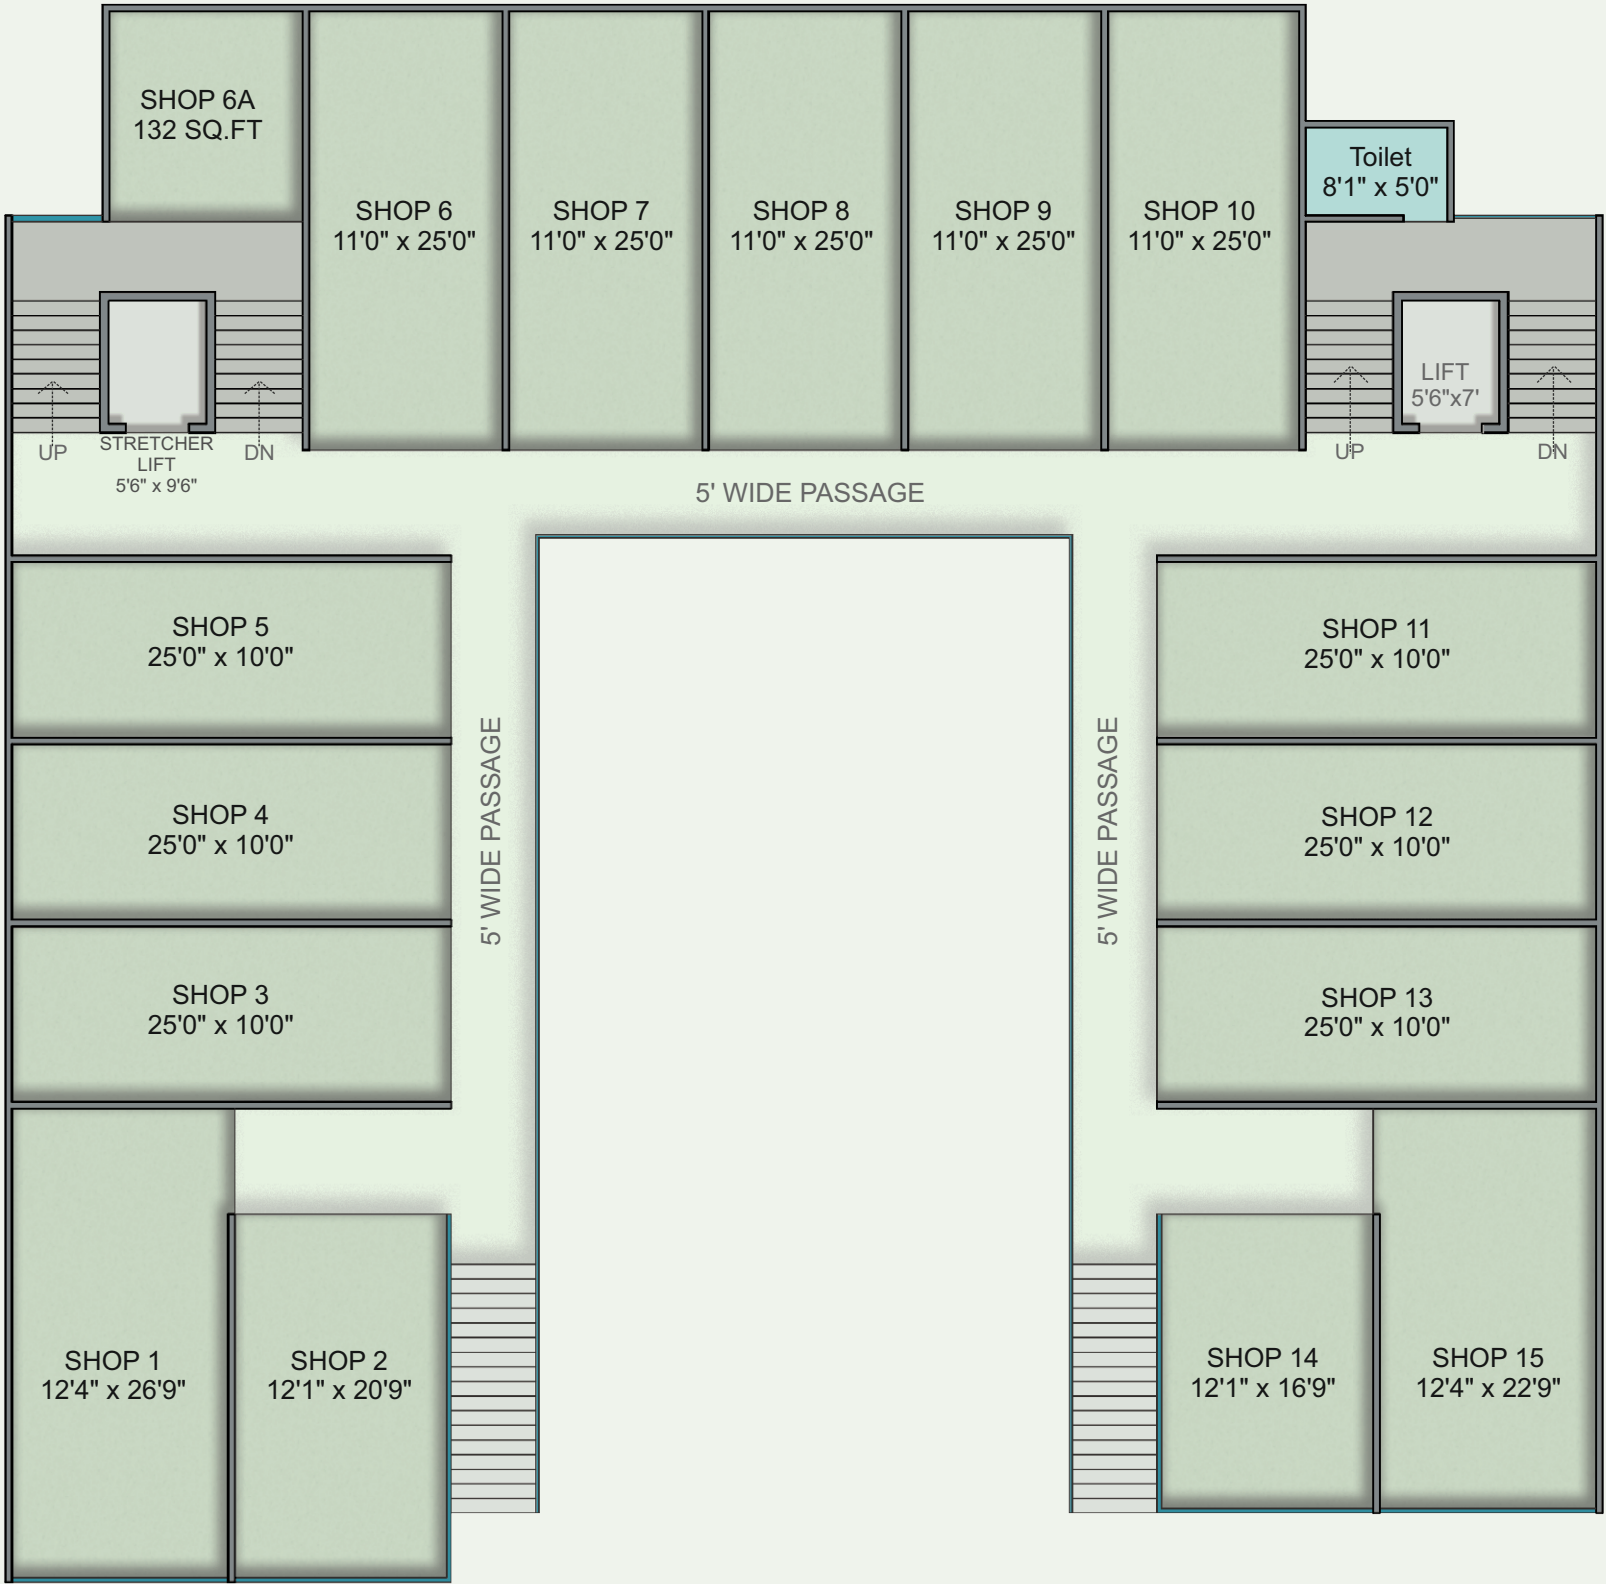 SHOP 6A
132 SQ.FT
SHOP 6
11'0" x 25'0"
SHOP 7
11'0" x 25'0"
SHOP 8
11'0" x 25'0"
SHOP 9
11'0" x 25'0"
SHOP 10
11'0" x 25'0"
Toilet
8'1" x 5'0"
UP
STRETCHER
LIFT
5'6" x 9'6"
DN
UP
LIFT
5'6"x7'
DN
5' WIDE PASSAGE
SHOP 5
25'0" x 10'0"
SHOP 4
25'0" x 10'0"
SHOP 3
25'0" x 10'0"
5' WIDE PASSAGE
5' WIDE PASSAGE
SHOP 11
25'0" x 10'0"
SHOP 12
25'0" x 10'0"
SHOP 13
25'0" x 10'0"
SHOP 1
12'4" x 26'9"
SHOP 2
12'1" x 20'9"
SHOP 14
12'1" x 16'9"
SHOP 15
12'4" x 22'9"